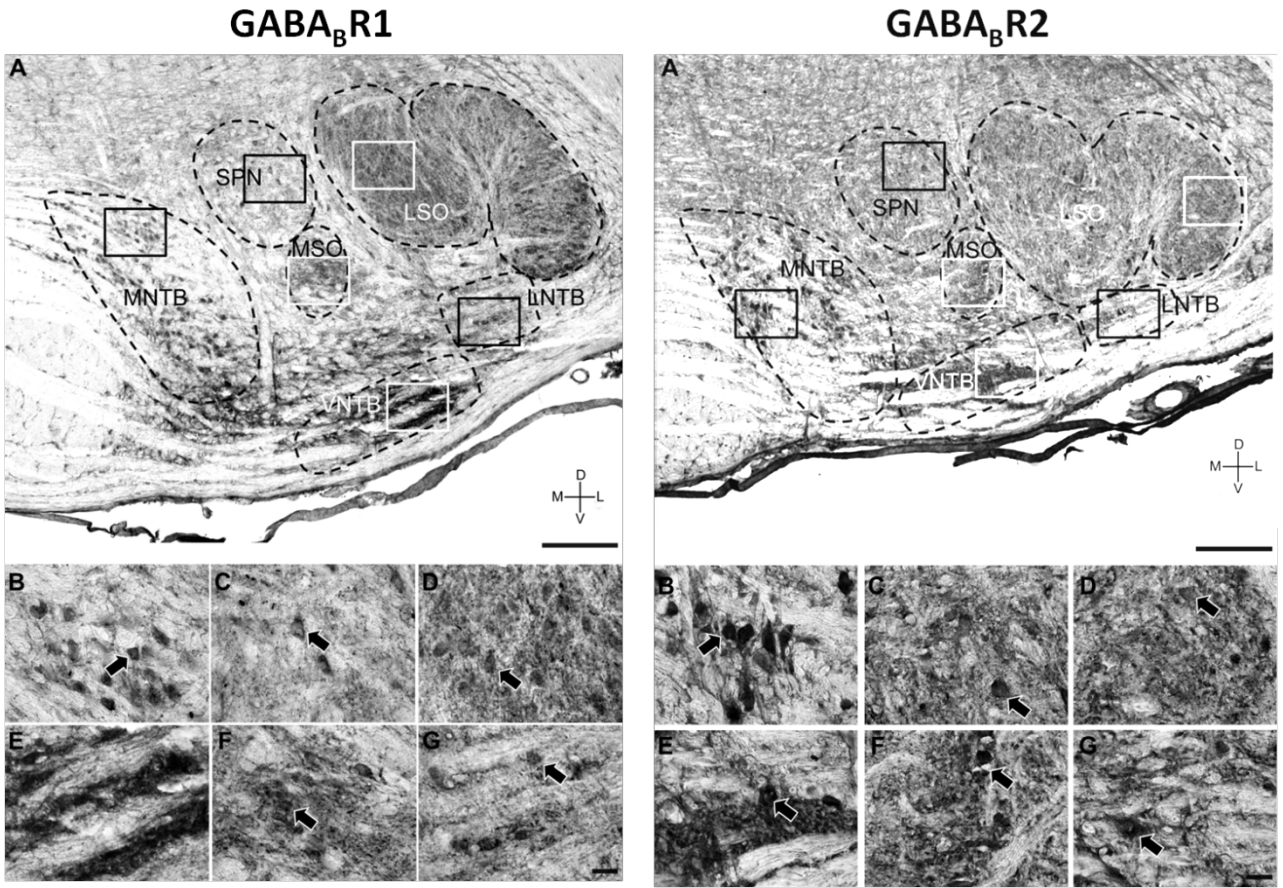 GABABR1
GABABR2
A
SPN
LSO
MSO
MNTB
LNTB
VNTB
D
M L
V
B
C
D
E
F
G
A
SPN
LSO
MSO
MNTB
LNTB
VNTB
D
M L
V
B
C
D
E
F
G